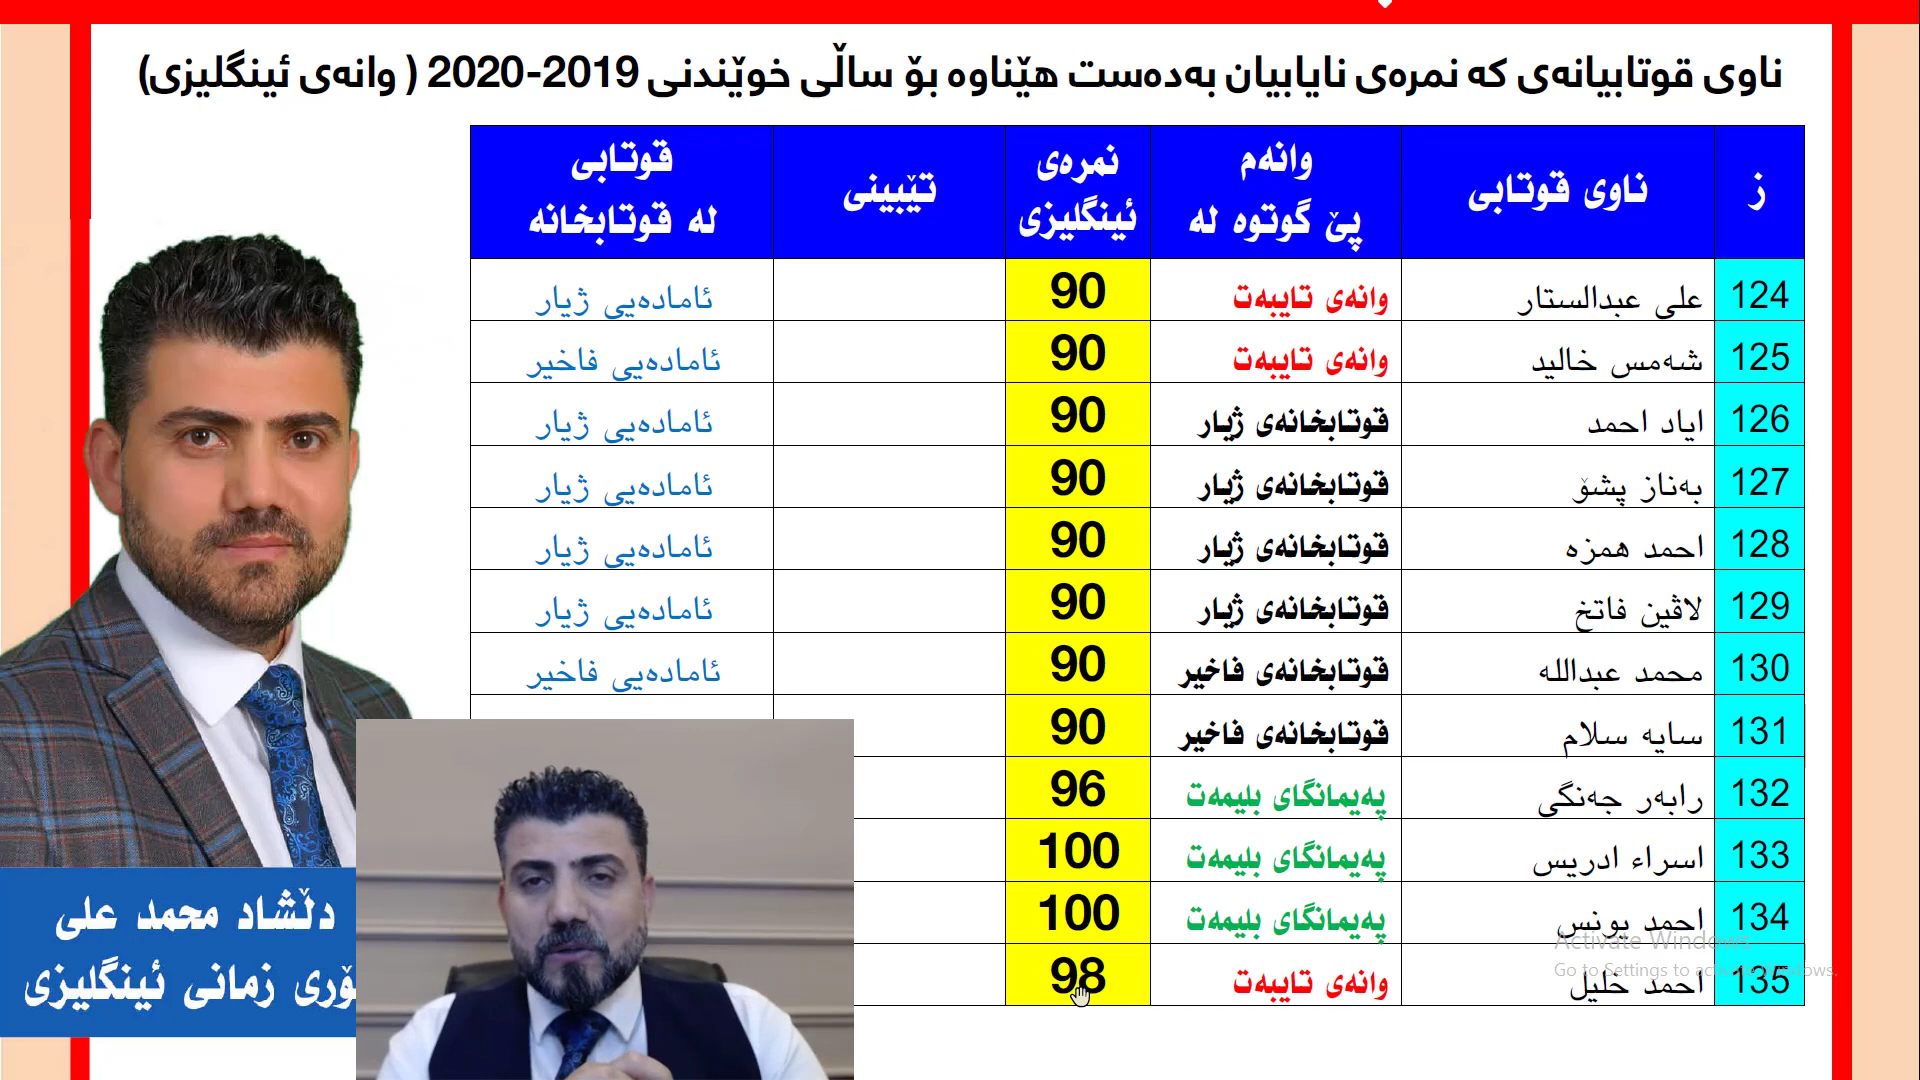 ناوی قوتابیانەی کە نمرەی نایابیان بەدەست هێناوە بۆ ساڵی خوێندنی 2019-2020 ( وانەی ئینگلیزی)
ز ناوی قوتابی وانەم پێ گوتوە لە نمرەی ئینگلیزی تێبینی قوتابی لە قوتابخانە
124 علی عبدالستار وانەی تایبەت 90 ئامادەیی ژیار
125 شەمس خالید وانەی تایبەت 90 ئامادەیی فاخیر
126 ایاد احمد قوتابخانەی ژیار 90 ئامادەیی ژیار
127 بەناز پشۆ قوتابخانەی ژیار 90 ئامادەیی ژیار
128 احمد همزە قوتابخانەی ژیار 90 ئامادەیی ژیار
129 لاڤین فاتخ قوتابخانەی ژیار 90 ئامادەیی ژیار
130 محمد عبداللە قوتابخانەی فاخیر 90 ئامادەیی فاخیر
131 سایە سلام قوتابخانەی فاخیر 90
132 رابەر جەنگی پەیمانگای بلیمەت 96
133 اسراء ادریس پەیمانگای بلیمەت 100
134 احمد یونس پەیمانگای بلیمەت 100
135 احمد خلیل وانەی تایبەت 98
دڵشاد محمد علی
ۆری زمانی ئینگلیزی
Activate Windows
Go to Settings to activate Windows.